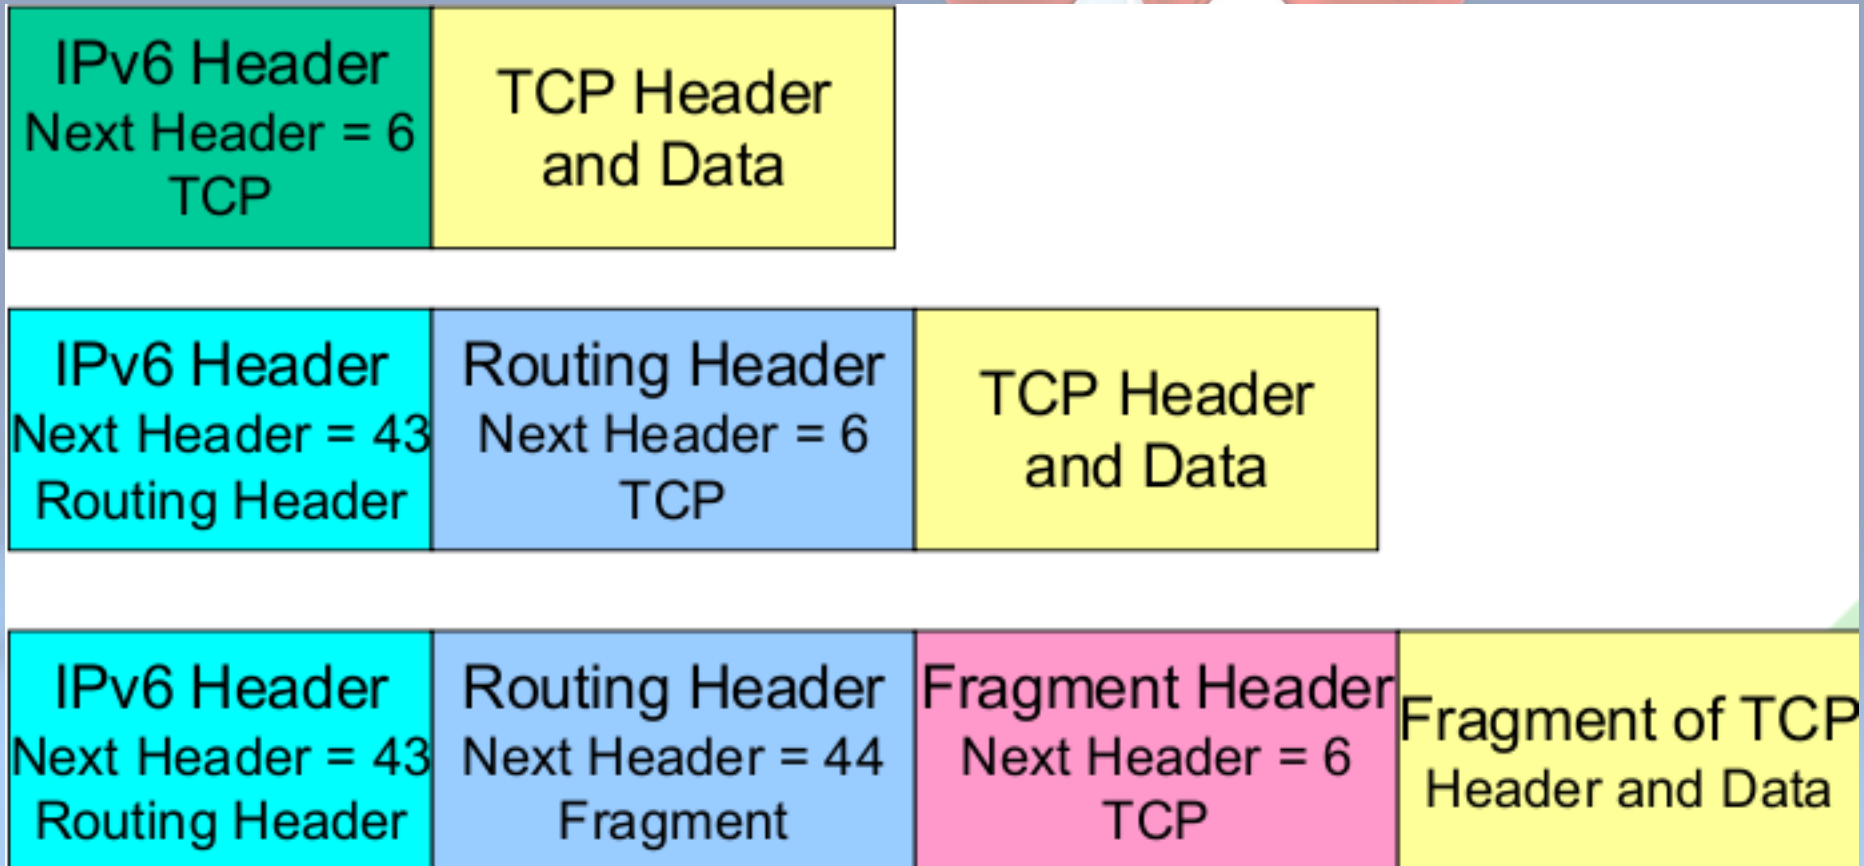 IPv6 Header
Next Header = 6
TCP
TCP Header
and Data
IPv6 Header
Next Header = 43
Routing Header
Routing Header
Next Header = 6
TCP
TCP Header
and Data
IPv6 Header
Next Header = 43
Routing Header
Routing Header
Next Header = 44
Fragment
Fragment Header
Next Header = 6
TCP
Fragment of TCP
Header and Data